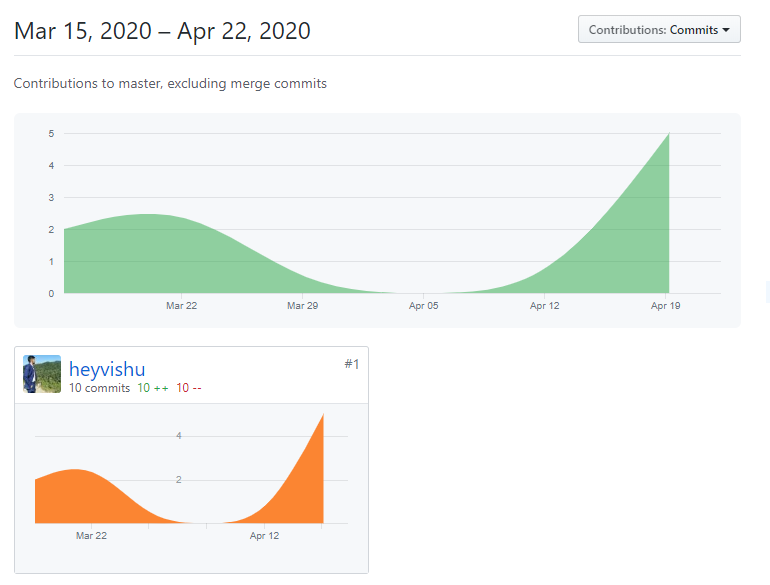 Mar 15, 2020 – Apr 22, 2020
Contributions: Commits
Contributions to master, excluding merge commits
5
4
3
2
1
0
Mar 22 Mar 29 Apr 05 Apr 12 Apr 19
heyvishu #1
10 commits 10 ++ 10 --
4
2
Mar 22 Apr 12